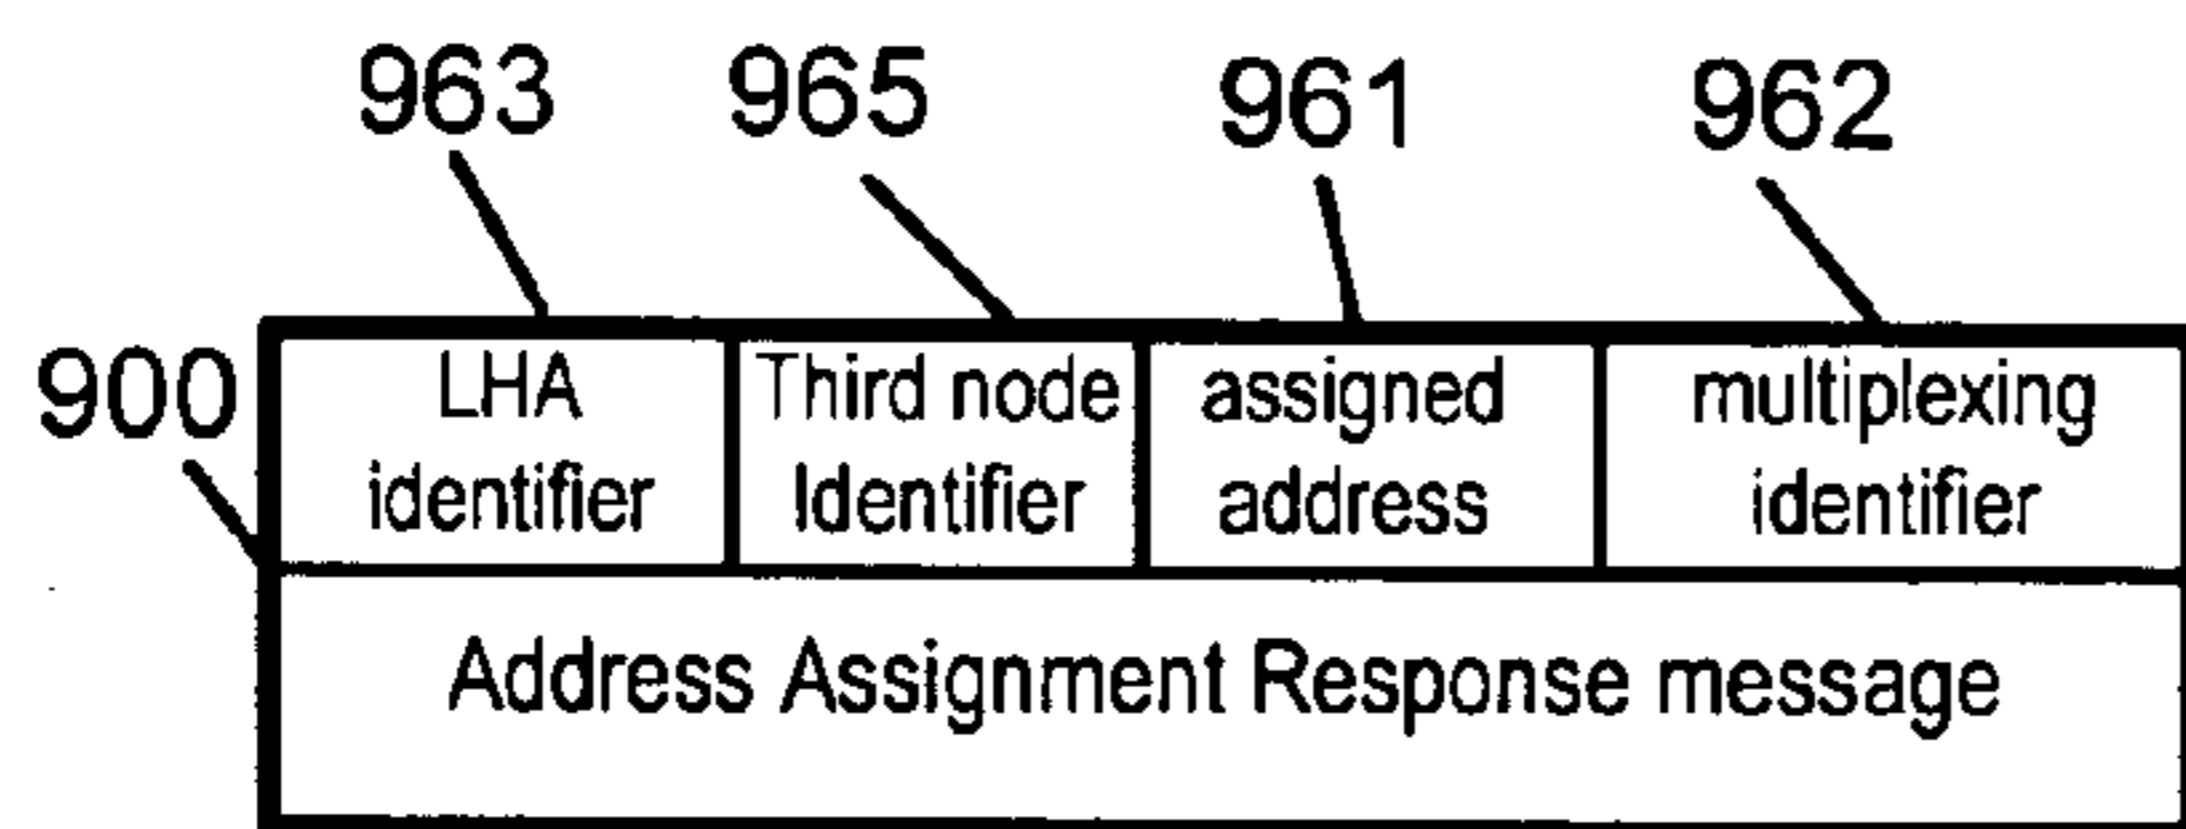 963 965 961 962
900
LHA identifier
Third node Identifier
assigned address
multiplexing identifier
Address Assignment Response message